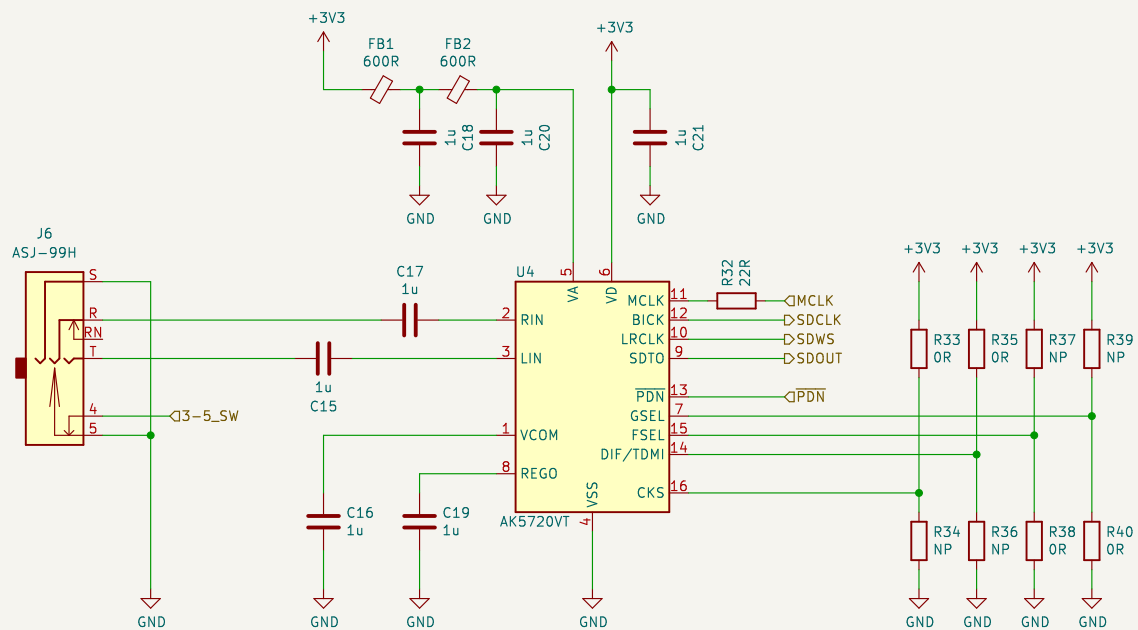 +3V3
FB1
600R
FB2
600R
+3V3
1u
C18
1u
C20
1u
C21
GND
GND
GND
J6
ASJ-99H
S
R
RN
T
4
5
3-5_SW
GND
C17
1u
1u
C15
U4
5
VA
6
VD
2 RIN
3 LIN
1 VCOM
8 REGO
MCLK 11
BICK 12
LRCLK 10
SDTO 9
PDN 13
GSEL 7
FSEL 15
DIF/TDMI 14
CKS 16
VSS
4
AK5720VT
R32
22R
MCLK
SDCLK
SDWS
SDOUT
PDN
C16
1u
C19
1u
GND
GND
GND
+3V3
+3V3
+3V3
+3V3
R33
0R
R35
0R
R37
NP
R39
NP
R34
NP
R36
NP
R38
0R
R40
0R
GND
GND
GND
GND